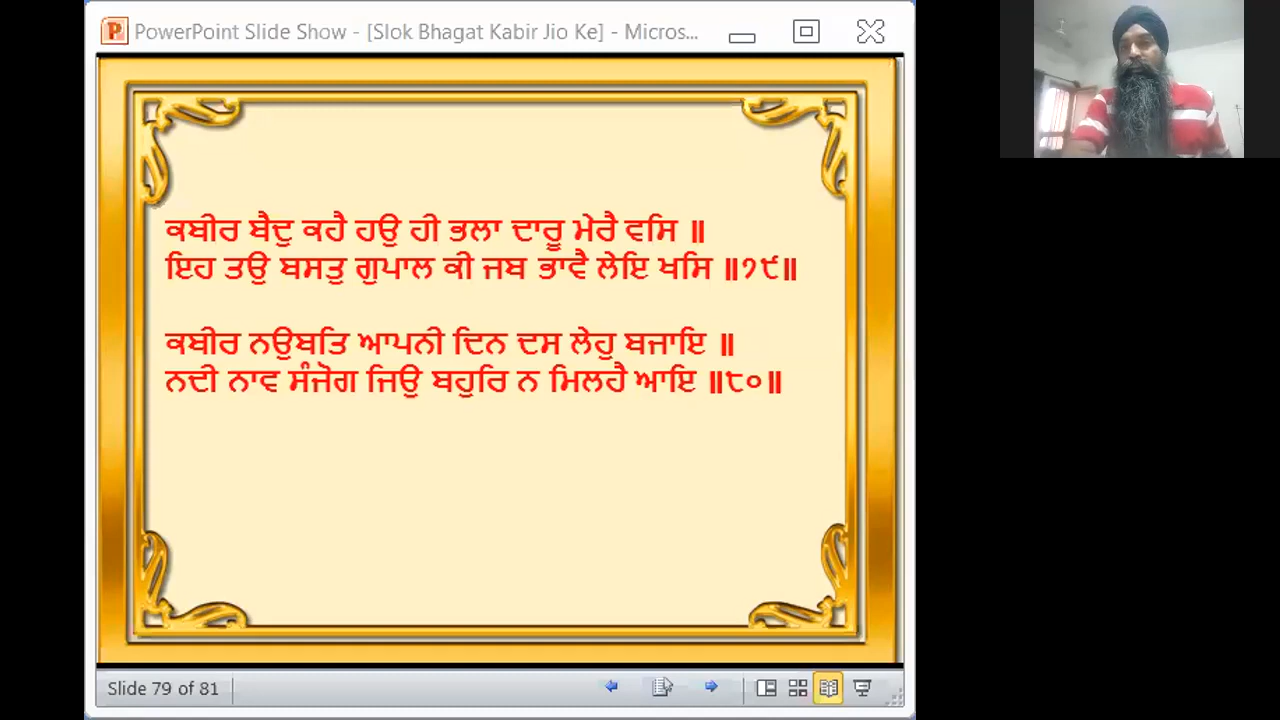 PowerPoint Slide Show - [Slok Bhagat Kabir Jio Ke] - Micros...
ਕਬੀਰ ਬੈਦੁ ਕਹੈ ਹਉ ਹੀ ਭਲਾ ਦਾਰੂ ਮੇਰੈ ਵਸਿ ॥
ਇਹ ਤਉ ਬਸਤੁ ਗੁਪਾਲ ਕੀ ਜਬ ਭਾਵੈ ਲੇਇ ਖਸਿ ॥੭੯॥
ਕਬੀਰ ਨਉਬਤਿ ਆਪਨੀ ਦਿਨ ਦਸ ਲੇਹੁ ਬਜਾਇ ॥
ਨਦੀ ਨਾਵ ਸੰਜੋਗ ਜਿਉ ਬਹੁਰਿ ਨ ਮਿਲਹੈ ਆਇ ॥੮੦॥
Slide 79 of 81